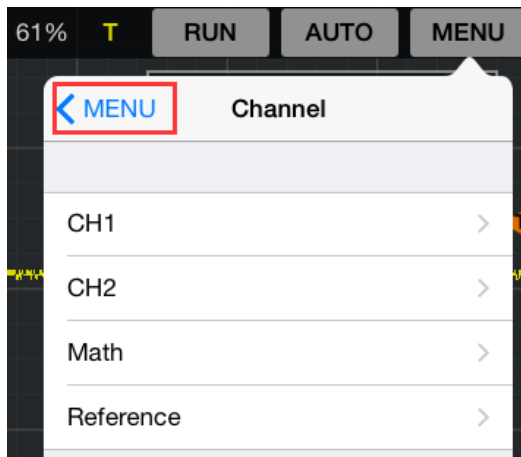 61% T RUN AUTO MENU
MENU Channel
CH1
CH2
Math
Reference